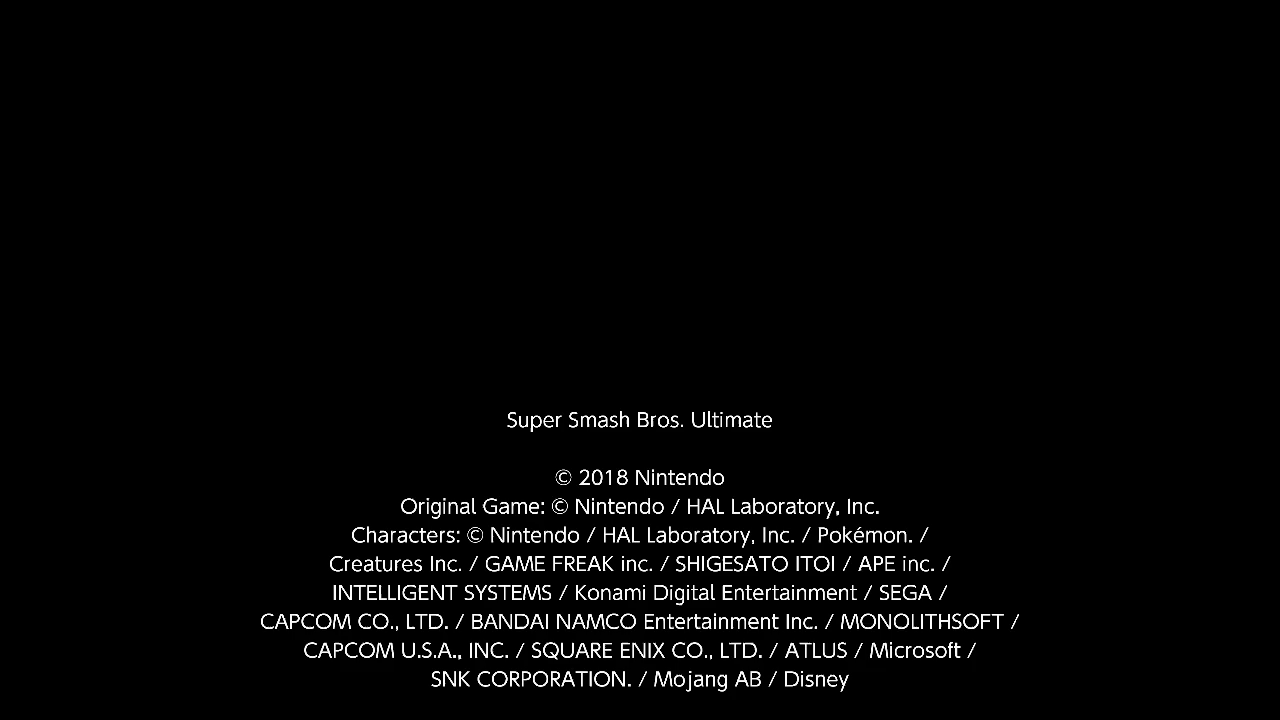 Super Smash Bros. Ultimate
© 2018 Nintendo
Original Game: © Nintendo / HAL Laboratory, Inc.
Characters: © Nintendo / HAL Laboratory, Inc. / Pokémon. /
Creatures Inc. / GAME FREAK inc. / SHIGESATO ITOI / APE inc. /
INTELLIGENT SYSTEMS / Konami Digital Entertainment / SEGA /
CAPCOM CO., LTD. / BANDAI NAMCO Entertainment Inc. / MONOLITHSOFT /
CAPCOM U.S.A., INC. / SQUARE ENIX CO., LTD. / ATLUS / Microsoft /
SNK CORPORATION. / Mojang AB / Disney